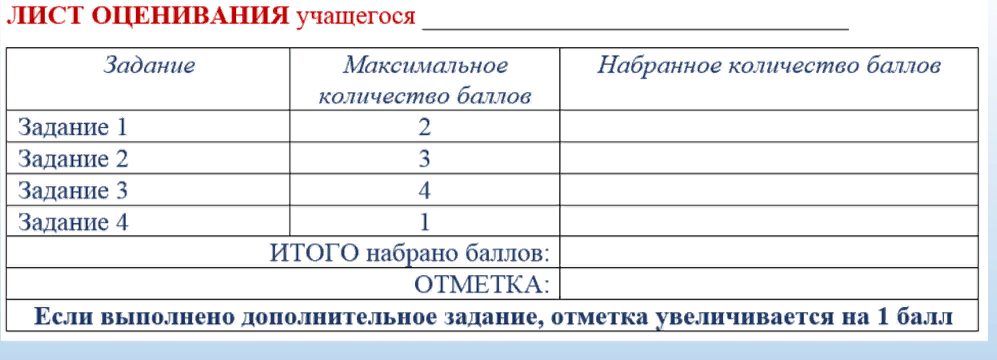 ЛИСТ ОЦЕНИВАНИЯ учащегося ________________________________
Задание Максимальное количество баллов Набранное количество баллов
Задание 1 2
Задание 2 3
Задание 3 4
Задание 4 1
ИТОГО набрано баллов:
ОТМЕТКА:
Если выполнено дополнительное задание, отметка увеличивается на 1 балл